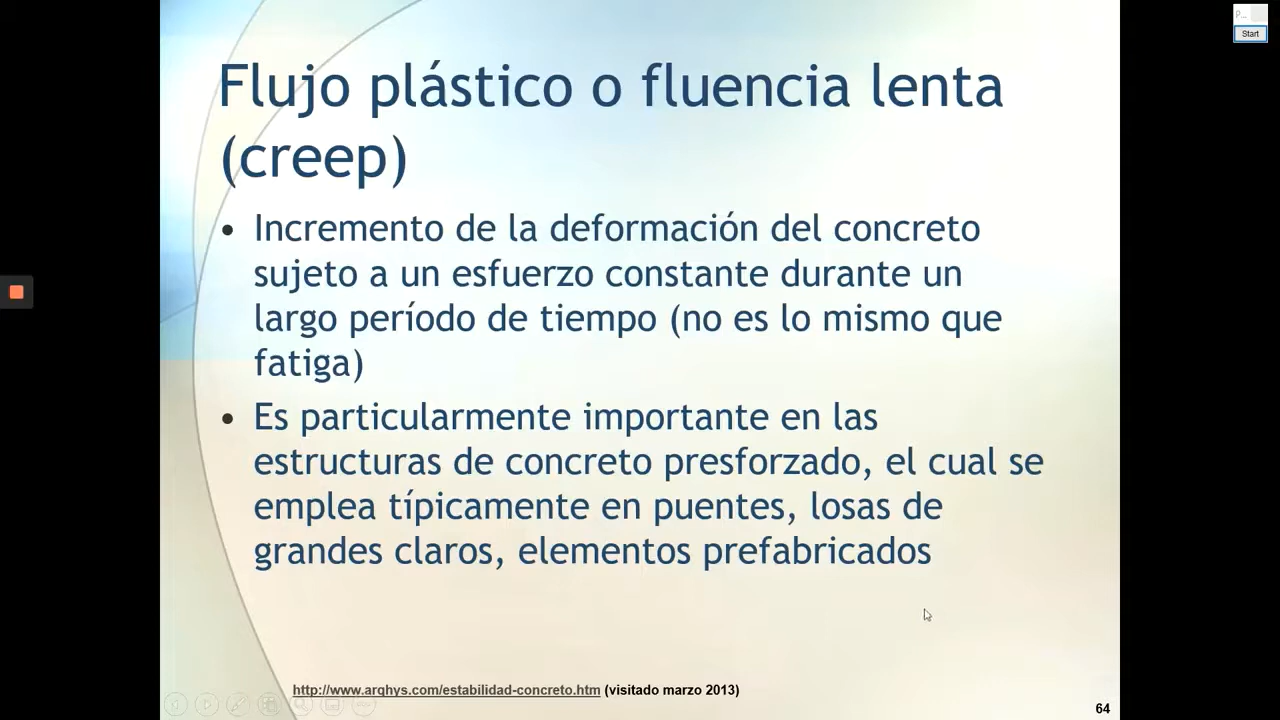 Start
Flujo plástico o fluencia lenta
(creep)
• Incremento de la deformación del concreto
sujeto a un esfuerzo constante durante un
largo período de tiempo (no es lo mismo que
fatiga)
• Es particularmente importante en las
estructuras de concreto presforzado, el cual se
emplea típicamente en puentes, losas de
grandes claros, elementos prefabricados
http://www.arqhys.com/estabilidad-concreto.htm (visitado marzo 2013)
64